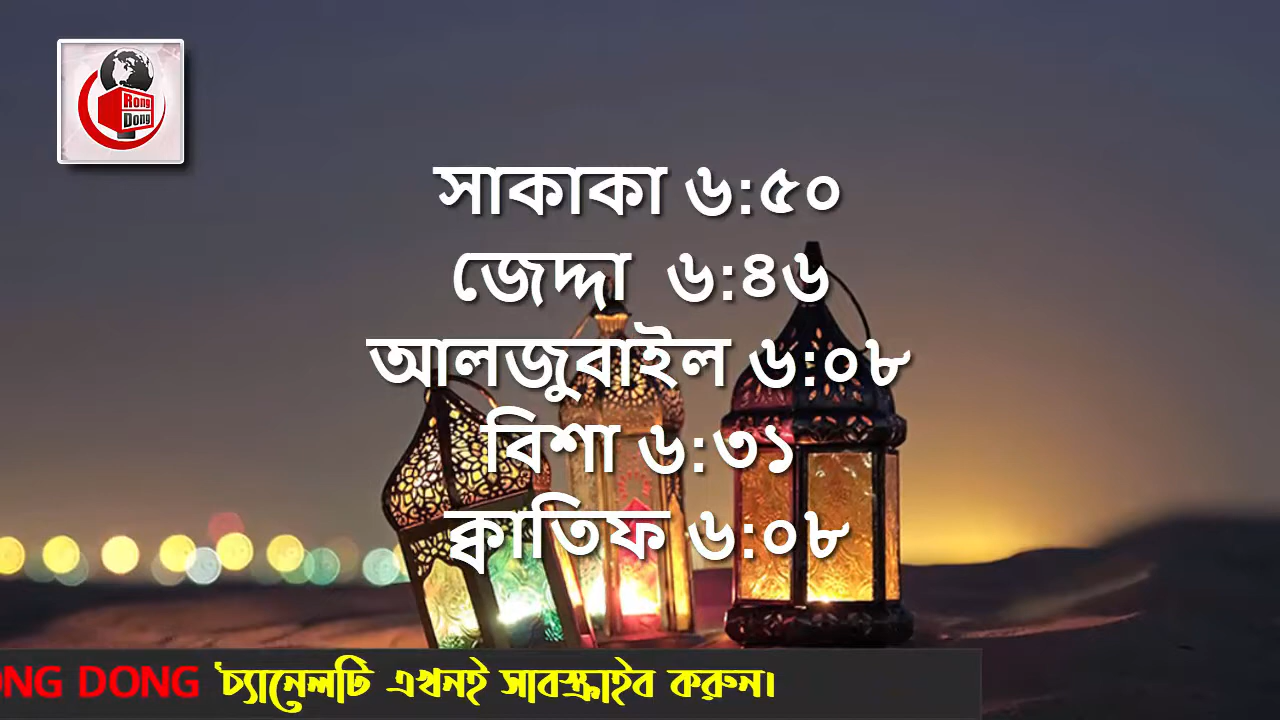 Rong
Dong
সাকাকা ৬:৫০
জেদ্দা ৬:৪৬
আলজুবাইল ৬:০৮
বিশা ৬:৩১
ক্বাতিফ ৬:০৮
ONG DONG 'চ্যানেলটি এখনই সাবস্ক্রাইব করুন।